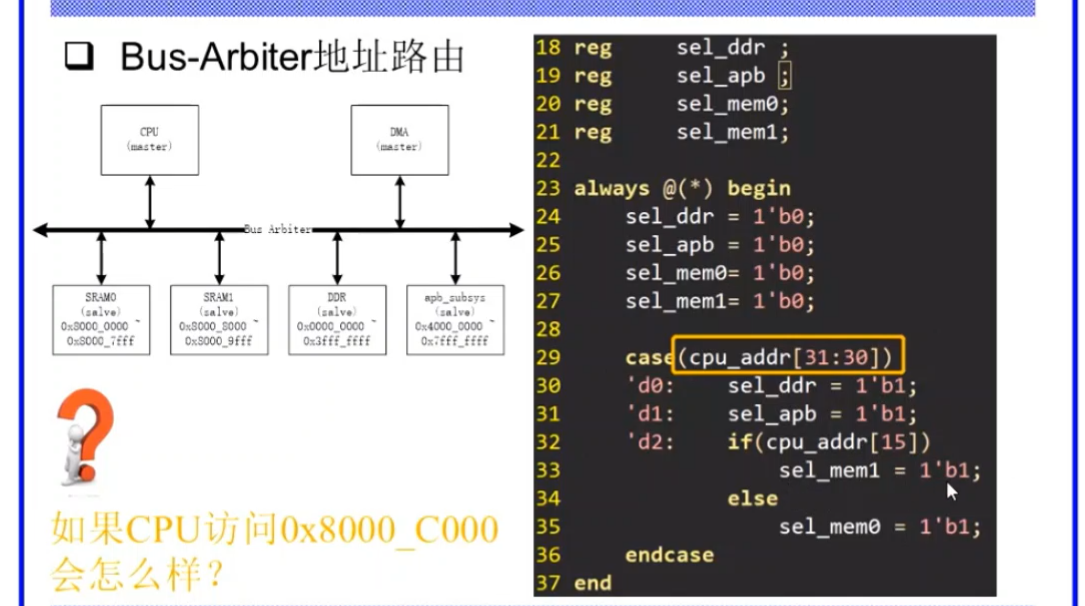 Bus-Arbiter地址路由
CPU
(master)
DMA
(master)
Bus Arbiter
SRAM0
(salve)
0x8000_0000 ~
0x8000_7fff
SRAM1
(salve)
0x8000_8000 ~
0x8000_9fff
DDR
(salve)
0x0000_0000 ~
0x3fff_ffff
apb_subsys
(salve)
0x4000_0000 ~
0x7fff_ffff
如果CPU访问0x8000_C000
会怎么样？
18 reg sel_ddr ;
19 reg sel_apb ;
20 reg sel_mem0;
21 reg sel_mem1;
22
23 always @(*) begin
24 sel_ddr = 1'b0;
25 sel_apb = 1'b0;
26 sel_mem0= 1'b0;
27 sel_mem1= 1'b0;
28
29 case(cpu_addr[31:30])
30 'd0: sel_ddr = 1'b1;
31 'd1: sel_apb = 1'b1;
32 'd2: if(cpu_addr[15])
33 sel_mem1 = 1'b1;
34 else
35 sel_mem0 = 1'b1;
36 endcase
37 end